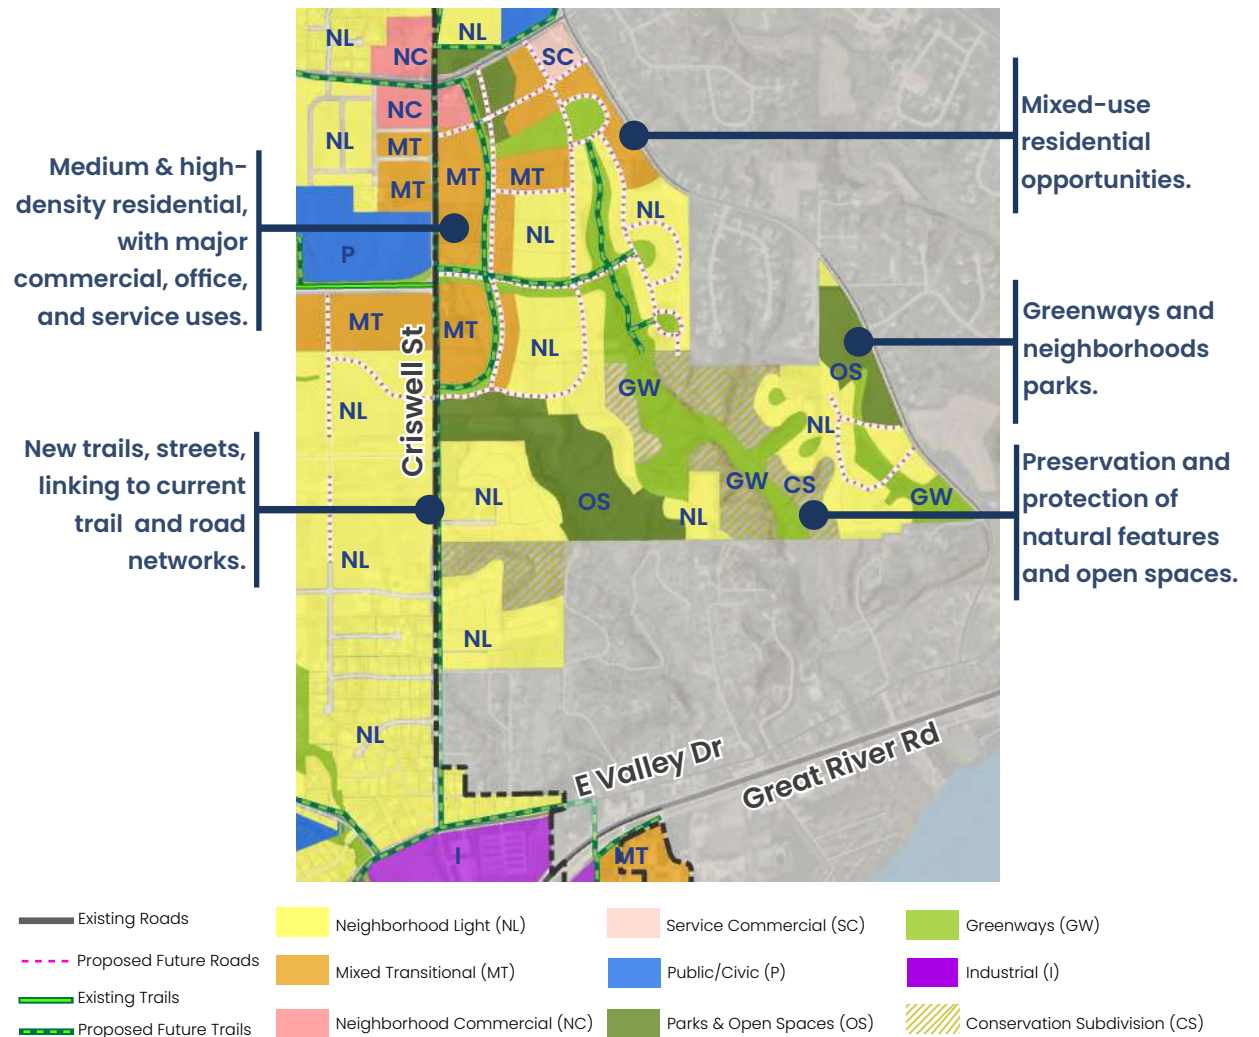 NL
NL
NC
SC
NC
NL
MT
MT
MT
MT
NL
NL
P
MT
MT
NL
OS
GW
NL
NL
GW
CS
GW
NL
OS
NL
NL
NL
NL
I
MT
Criswell St
E Valley Dr
Great River Rd
Medium & high-
density residential,
with major
commercial, office,
and service uses.
New trails, streets,
linking to current
trail and road
networks.
Mixed-use
residential
opportunities.
Greenways and
neighborhoods
parks.
Preservation and
protection of
natural features
and open spaces.
Existing Roads
Proposed Future Roads
Existing Trails
Proposed Future Trails
Neighborhood Light (NL)
Mixed Transitional (MT)
Neighborhood Commercial (NC)
Service Commercial (SC)
Public/Civic (P)
Parks & Open Spaces (OS)
Greenways (GW)
Industrial (I)
Conservation Subdivision (CS)